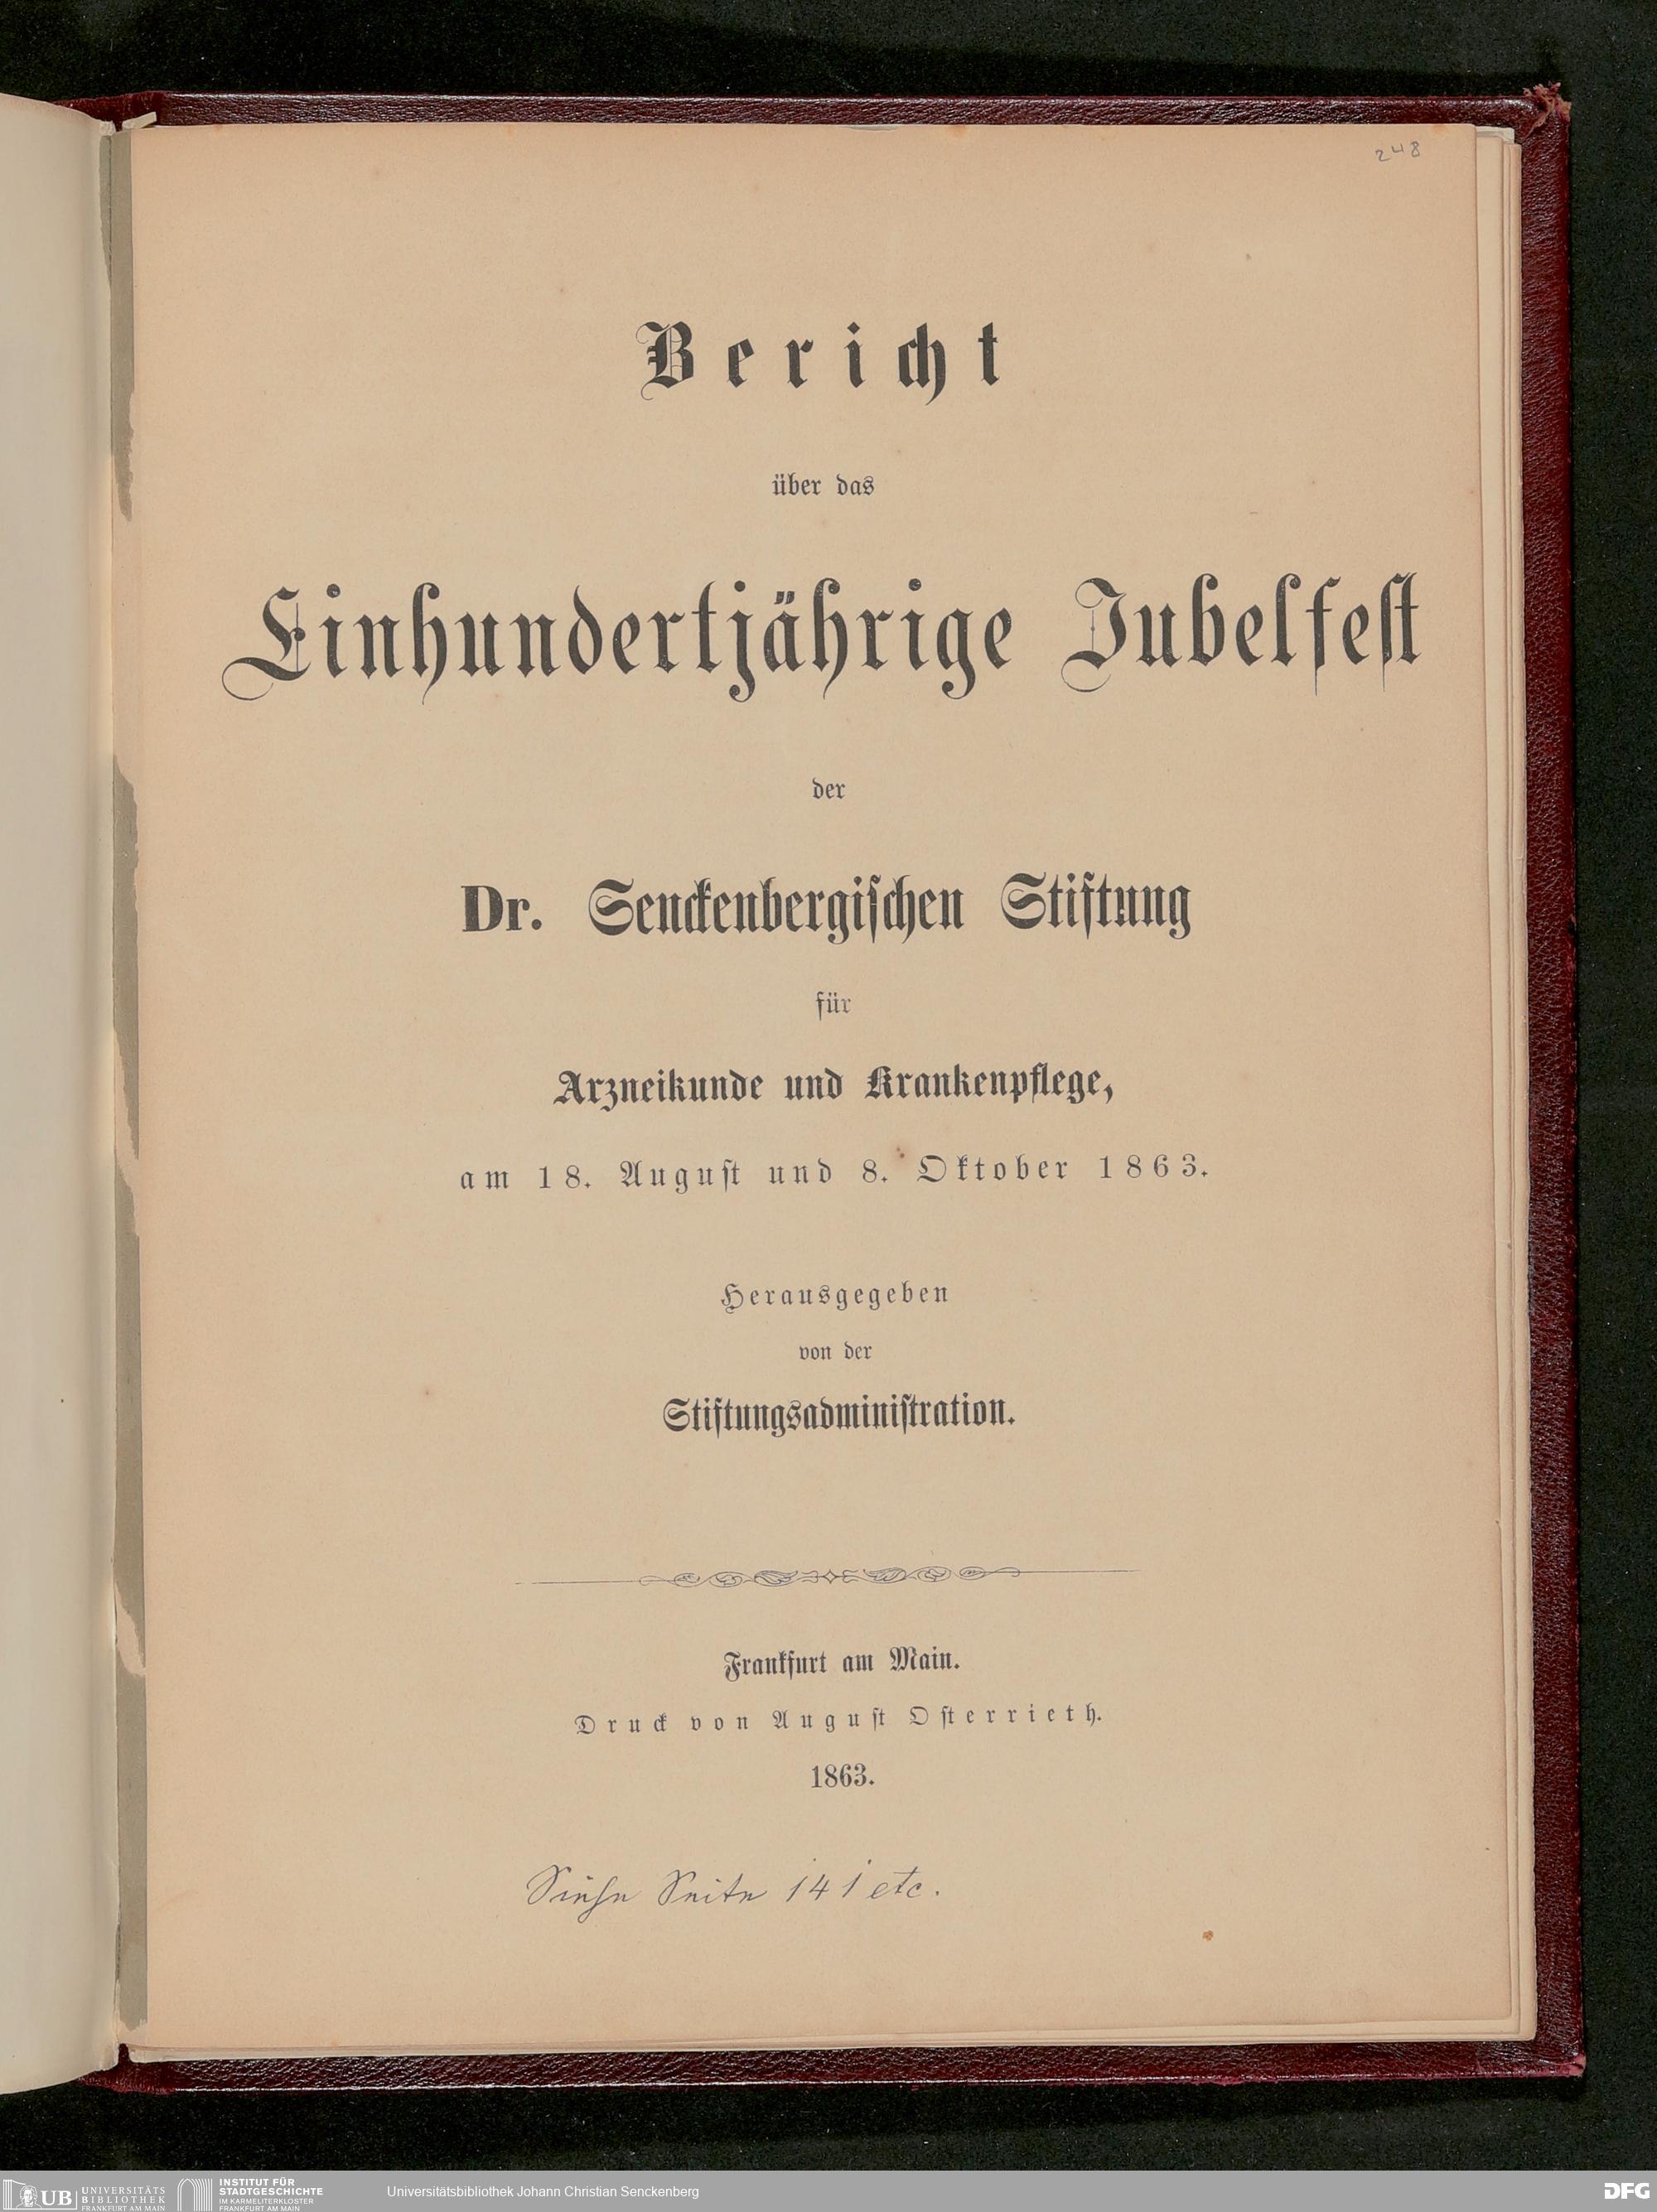 248
Bericht
über das
Einhundertjährige Jubelfest
der
Dr. Senckenbergischen Stiftung
für
Arzneikunde und Krankenpflege,
am 18. August und 8. Oktober 1863.
Herausgegeben
von der
Stiftungsadministration.
Frankfurt am Main.
Druck von August Osterrieth.
1863.
Siehe Seite 141 etc.
UB UNIVERSITÄTS
BIBLIOTHEK
FRANKFURT AM MAIN
INSTITUT FÜR
STADTGESCHICHTE
IM KARMELITERKLOSTER
FRANKFURT AM MAIN
Universitätsbibliothek Johann Christian Senckenberg
DFG